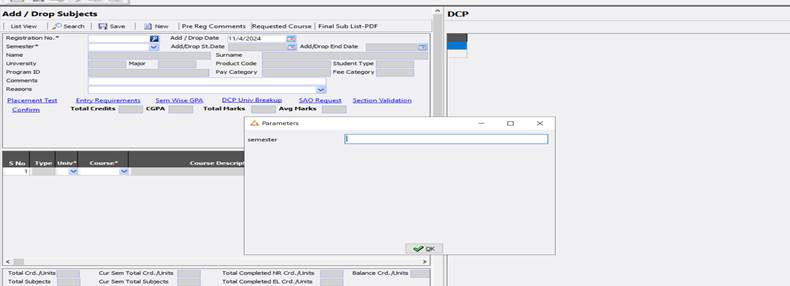 Add / Drop Subjects
DCP
List View Search Save New Pre Reg Comments Requested Course Final Sub List-PDF
Registration No.* Add / Drop Date 11/4/2024
Semester* Add/Drop St.Date Add/Drop End Date
Name Surname
University Major Product Code Student Type
Program ID Pay Category Fee Category
Comments
Reasons
Placement Test Entry Requirements Sem Wise GPA DCP Univ.Breakup SAO Request Section Validation
Confirm Total Credits CGPA Total Marks Avg Marks
Parameters
semester
OK
S No Type Univ* Course* Course Descript
1
Total Crd./Units Cur Sem Total Crd./Units Total Completed NR Crd./Units Balance Crd./Units
Total Subjects Cur Sem Total Subjects Total Completed EL Crd./Units